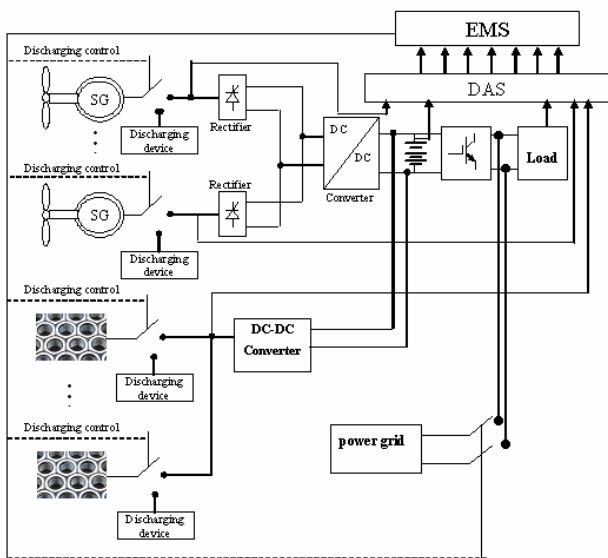 EMS
Discharging control
DAS
SG
Discharging
device
Rectifier
DC
DC
Converter
Load
Discharging control
Rectifier
SG
Discharging
device
Discharging control
DC-DC
Converter
Discharging
device
Discharging control
power grid
Discharging
device